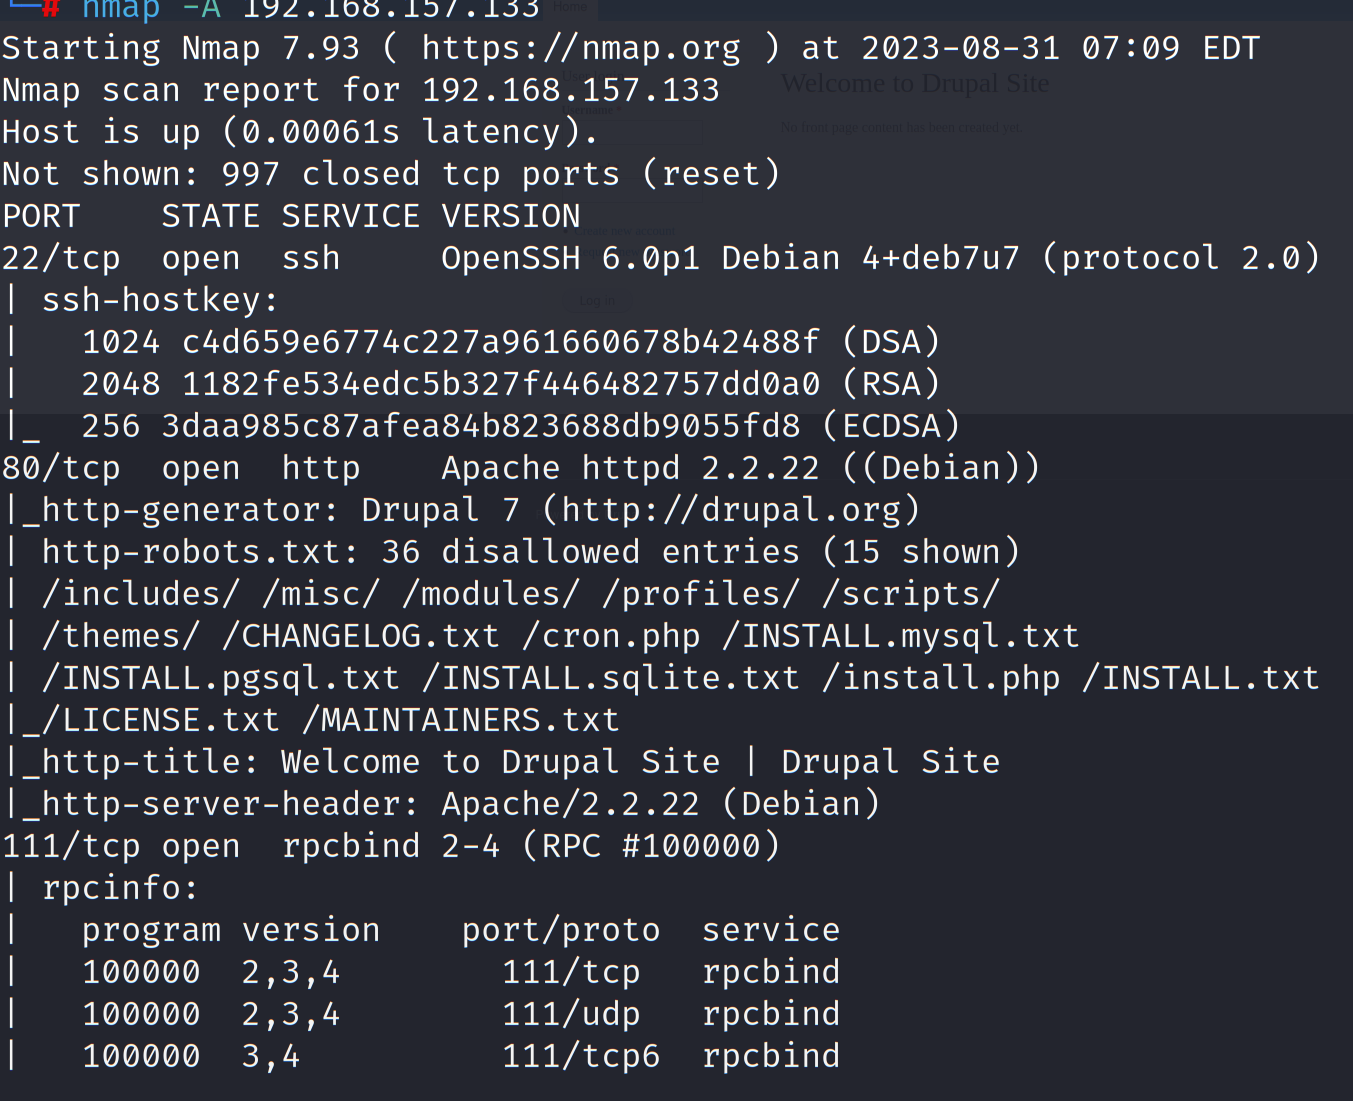 └─# nmap -A 192.168.157.133
Home
Starting Nmap 7.93 ( https://nmap.org ) at 2023-08-31 07:09 EDT
Welcome to Drupal Site
Nmap scan report for 192.168.157.133
Username *
No front page content has been created yet.
Host is up (0.00061s latency).
Not shown: 997 closed tcp ports (reset)
PORT     STATE SERVICE VERSION
Create new account
22/tcp  open  ssh     OpenSSH 6.0p1 Debian 4+deb7u7 (protocol 2.0)
| ssh-hostkey:
Log in
|   1024 c4d659e6774c227a961660678b42488f (DSA)
|   2048 1182fe534edc5b327f446482757dd0a0 (RSA)
|_  256 3daa985c87afea84b823688db9055fd8 (ECDSA)
80/tcp  open  http    Apache httpd 2.2.22 ((Debian))
|_http-generator: Drupal 7 (http://drupal.org)
| http-robots.txt: 36 disallowed entries (15 shown)
| /includes/ /misc/ /modules/ /profiles/ /scripts/
| /themes/ /CHANGELOG.txt /cron.php /INSTALL.mysql.txt
| /INSTALL.pgsql.txt /INSTALL.sqlite.txt /install.php /INSTALL.txt
|_/LICENSE.txt /MAINTAINERS.txt
|_http-title: Welcome to Drupal Site | Drupal Site
|_http-server-header: Apache/2.2.22 (Debian)
111/tcp open  rpcbind 2-4 (RPC #100000)
| rpcinfo:
|   program version    port/proto  service
|   100000  2,3,4        111/tcp   rpcbind
|   100000  2,3,4        111/udp   rpcbind
|   100000  3,4          111/tcp6  rpcbind